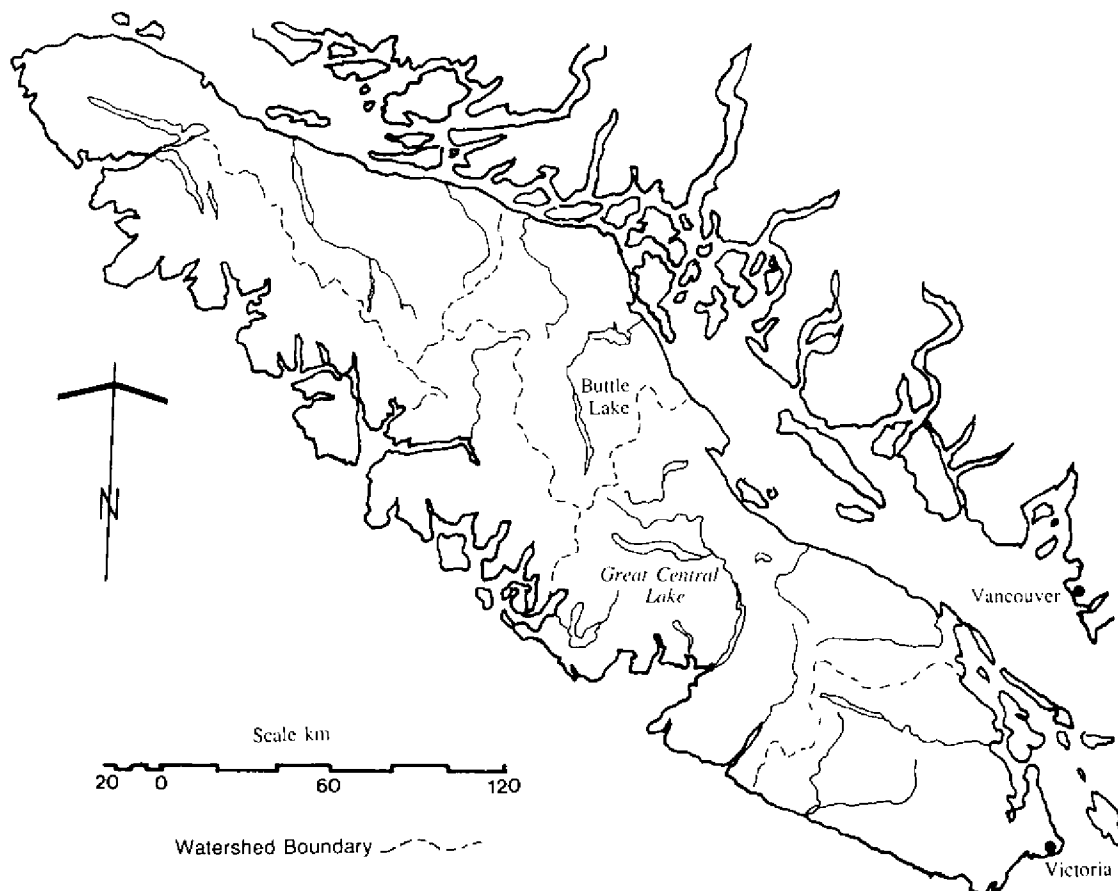 Buttle
Lake
N
Great Central
Lake
Vancouver
Scale km
20 0 60 120
Watershed Boundary
Victoria